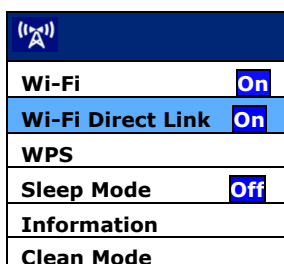 Wi-Fi On
Wi-Fi Direct Link On
WPS
Sleep Mode Off
Information
Clean Mode